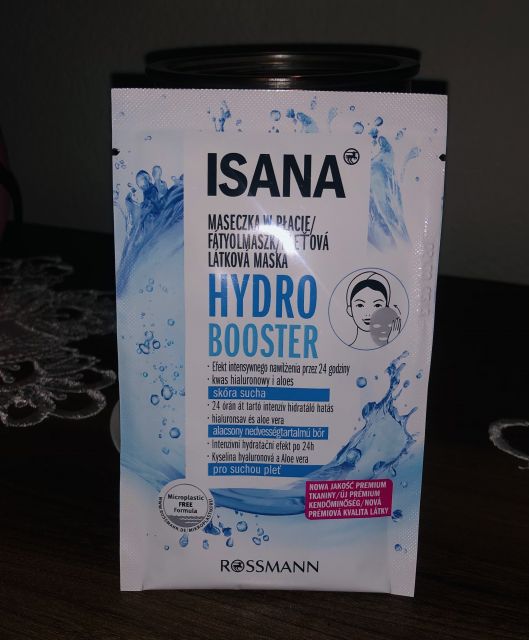 ISANA
MASECZKA W PŁACIE/
FÁTYOLMASZK/PLEŤOVÁ
LÁTKOVÁ MASKA
HYDRO
BOOSTER
· Efekt intensywnego nawilżenia przez 24 godziny
· kwas hialuronowy i aloes
skóra sucha
· 24 órán át tartó intenzív hidratáló hatás
· hialuronsav és aloe vera
alacsony nedvességtartalmú bőr
· Intenzivní hydratační efekt po 24h
· Kyselina hyaluronová a Aloe vera
pro suchou pleť
NOWA JAKOŚĆ PREMIUM
TKANINY/ÚJ PRÉMIUM
KENDŐMINŐSÉG/NOVÁ
PRÉMIOVÁ KVALITA LÁTKY
Microplastic
FREE
Formula
ROSSMANN